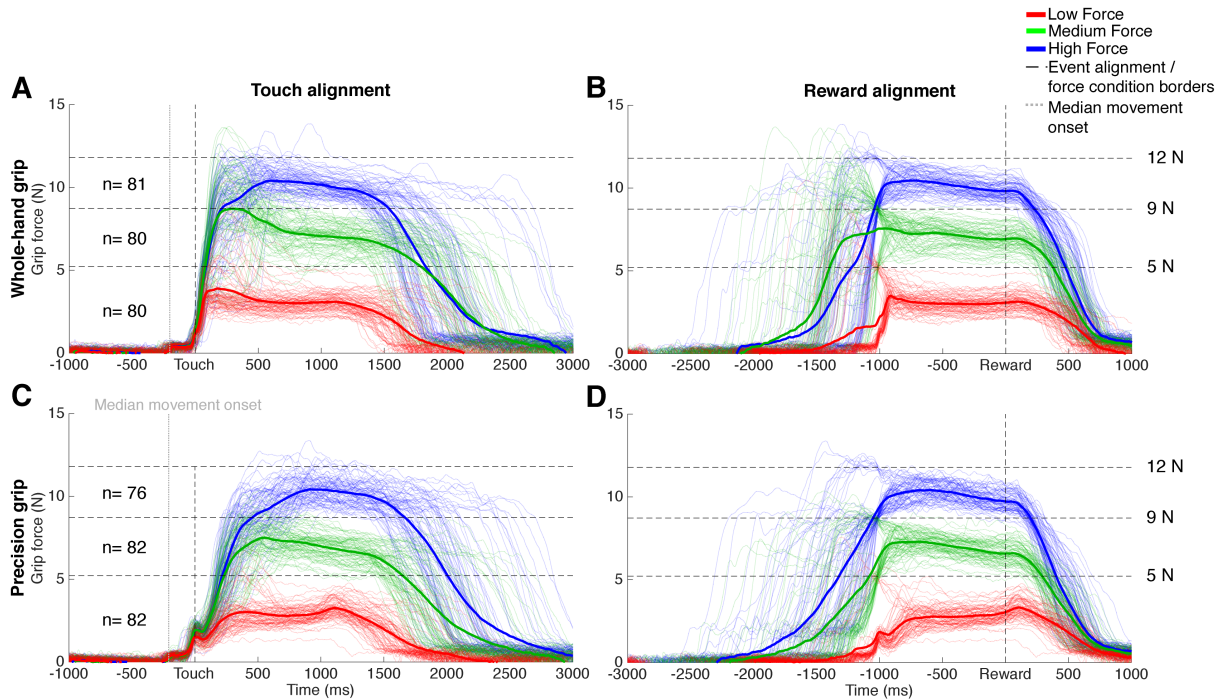 Low Force
Medium Force
High Force
Event alignment /
force condition borders
Median movement
onset
A
Touch alignment
B
Reward alignment
Whole-hand grip
Grip force (N)
15
10
5
0
n= 81
n= 80
n= 80
-1000
-500
Touch
500
1000
1500
2000
2500
3000
15
10
5
0
12 N
9 N
5 N
-3000
-2500
-2000
-1500
-1000
-500
Reward
500
1000
C
Median movement onset
D
Precision grip
Grip force (N)
15
10
5
0
n= 76
n= 82
n= 82
-1000
-500
Touch
500
1000
1500
2000
2500
3000
Time (ms)
15
10
5
0
12 N
9 N
5 N
-3000
-2500
-2000
-1500
-1000
-500
Reward
500
1000
Time (ms)